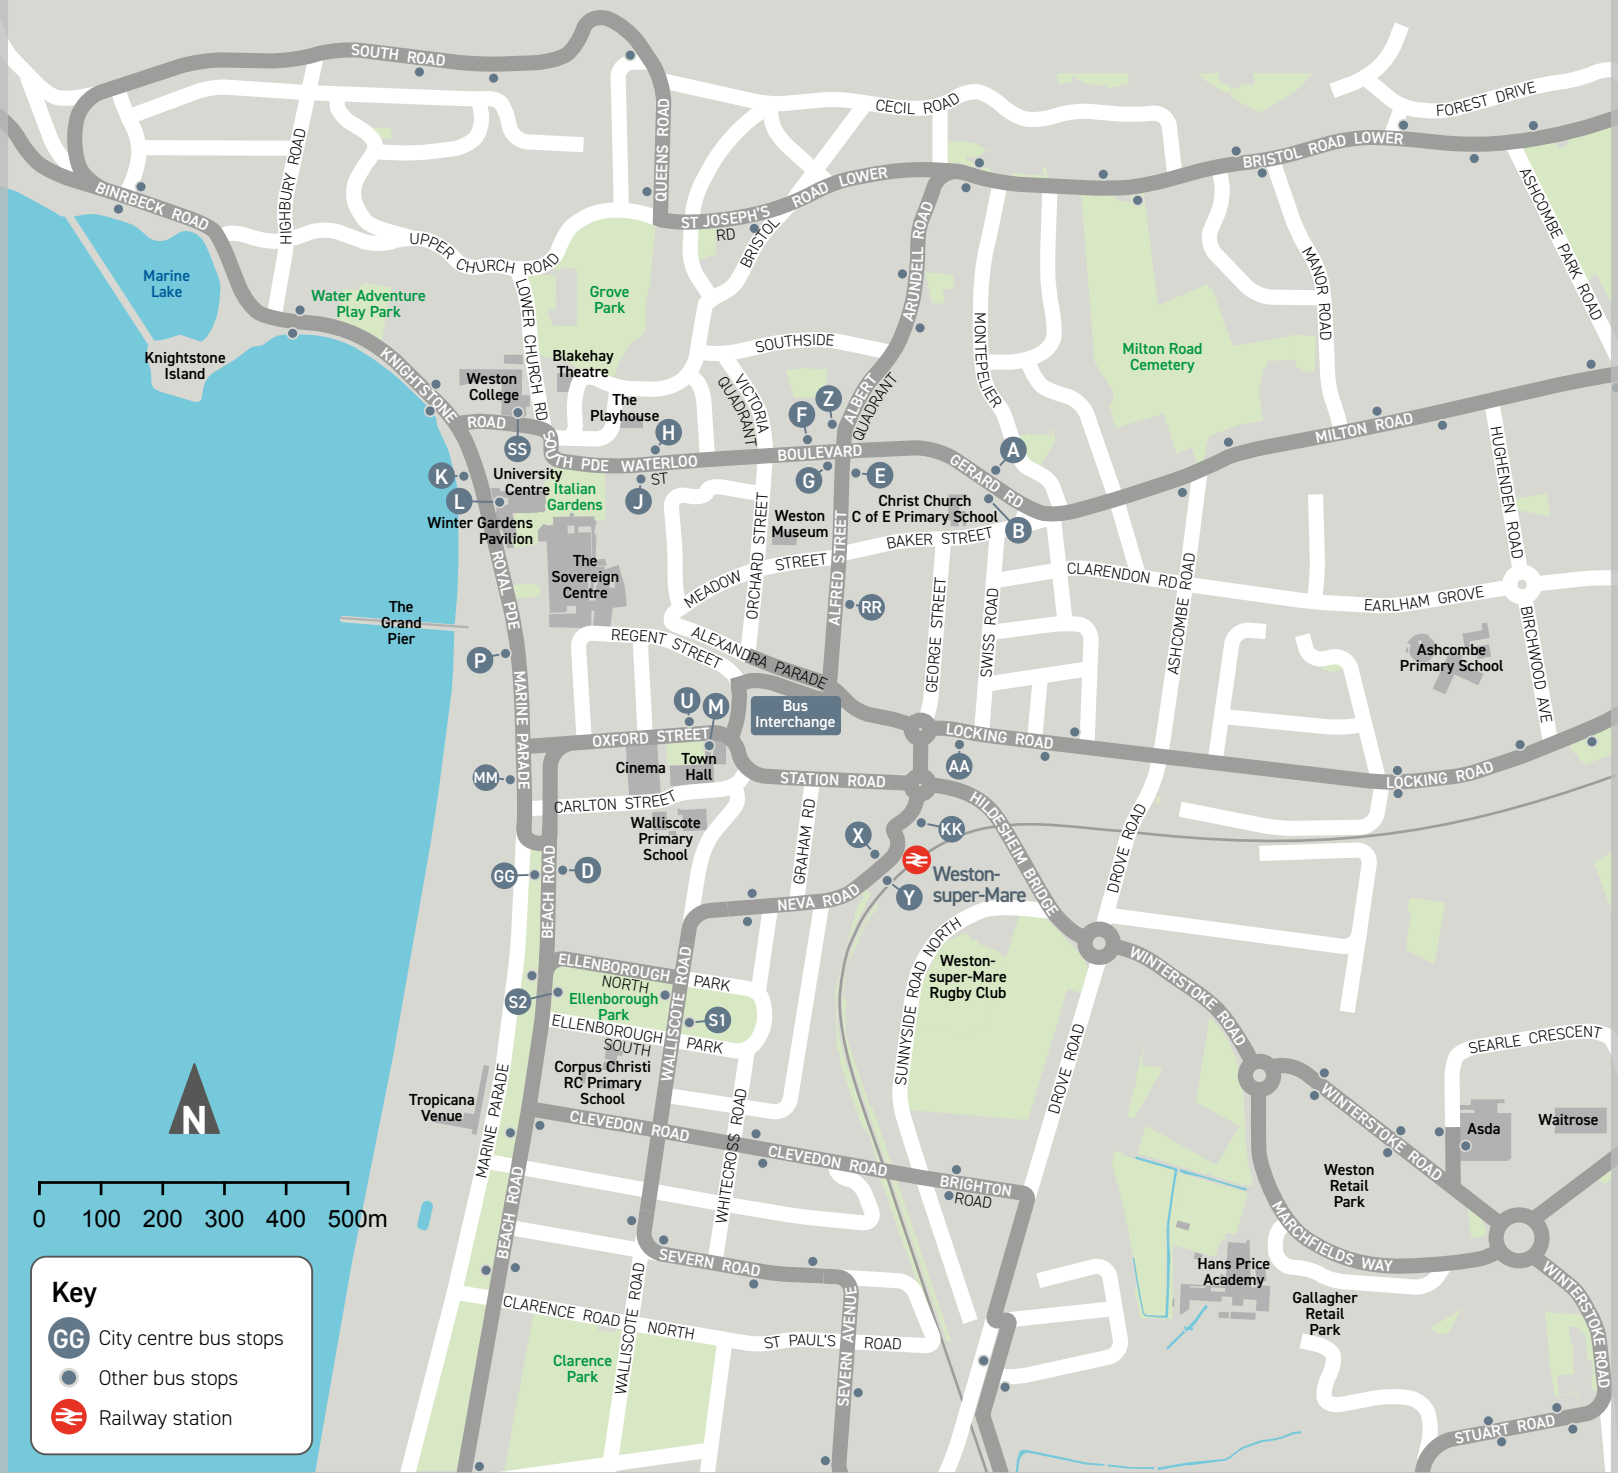 SOUTH ROAD
CECIL ROAD
FOREST DRIVE
BRISTOL ROAD LOWER
QUEENS ROAD
HIGHBURY ROAD
BINRBECK ROAD
ST JOSEPH'S
RD
BRISTOL
ROAD LOWER
ASHCOMBE PARK ROAD
UPPER CHURCH ROAD
LOWER CHURCH RD
ARUNDELL ROAD
MANOR ROAD
Marine
Lake
Water Adventure
Play Park
Grove
Park
Knightstone
Island
KNIGHTSTONE
ROAD
Blakehay
Theatre
Weston
College
The
Playhouse
SOUTHSIDE
VICTORIA
QUADRANT
ALBERT
QUADRANT
MONTEPELIER
Milton Road
Cemetery
MILTON ROAD
HUGHENDEN ROAD
F
Z
H
SS
A
SOUTH PDE
WATERLOO
ST
BOULEVARD
GERARD RD
K
L
J
G
E
B
University
Centre
Italian
Gardens
Winter Gardens
Pavilion
Weston
Museum
Christ Church
C of E Primary School
BAKER STREET
MEADOW
STREET
ORCHARD STREET
ALFRED STREET
GEORGE STREET
SWISS ROAD
CLARENDON RD
ASHCOMBE ROAD
EARLHAM GROVE
BIRCHWOOD AVE
Ashcombe
Primary School
The
Sovereign
Centre
ROYAL PDE
The
Grand
Pier
RR
REGENT STREET
ALEXANDRA PARADE
P
MARINE PARADE
U
M
Bus
Interchange
OXFORD STREET
Cinema
Town
Hall
STATION ROAD
LOCKING ROAD
AA
LOCKING ROAD
MM
CARLTON STREET
Walliscote
Primary
School
GRAHAM RD
X
KK
HILDESHEIM BRIDGE
DROVE ROAD
Weston-
super-Mare
Y
GG
D
BEACH ROAD
NEVA ROAD
ELLENBOROUGH
PARK
NORTH
Ellenborough
Park
S2
S1
ELLENBOROUGH
PARK
SOUTH
WALLISCOTE ROAD
SUNNYSIDE ROAD NORTH
Weston-
super-Mare
Rugby Club
WINTERSTOKE ROAD
DROVE ROAD
SEARLE CRESCENT
Corpus Christi
RC Primary
School
Tropicana
Venue
MARINE PARADE
CLEVEDON ROAD
CLEVEDON ROAD
WHITECROSS ROAD
BRIGHTON
ROAD
WINTERSTOKE ROAD
Asda
Waitrose
Weston
Retail
Park
MARCHFIELDS WAY
Hans Price
Academy
Gallagher
Retail
Park
WINTERSTOKE ROAD
STUART ROAD
BEACH ROAD
SEVERN ROAD
CLARENCE ROAD
NORTH
WALLISCOTE ROAD
ST PAUL'S
ROAD
SEVERN AVENUE
Clarence
Park
N
0 100 200 300 400 500m
Key
GG City centre bus stops
Other bus stops
Railway station